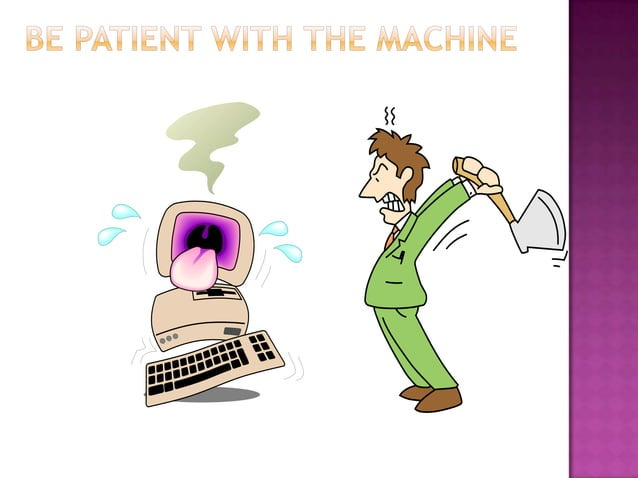 BE PATIENT WITH THE MACHINE